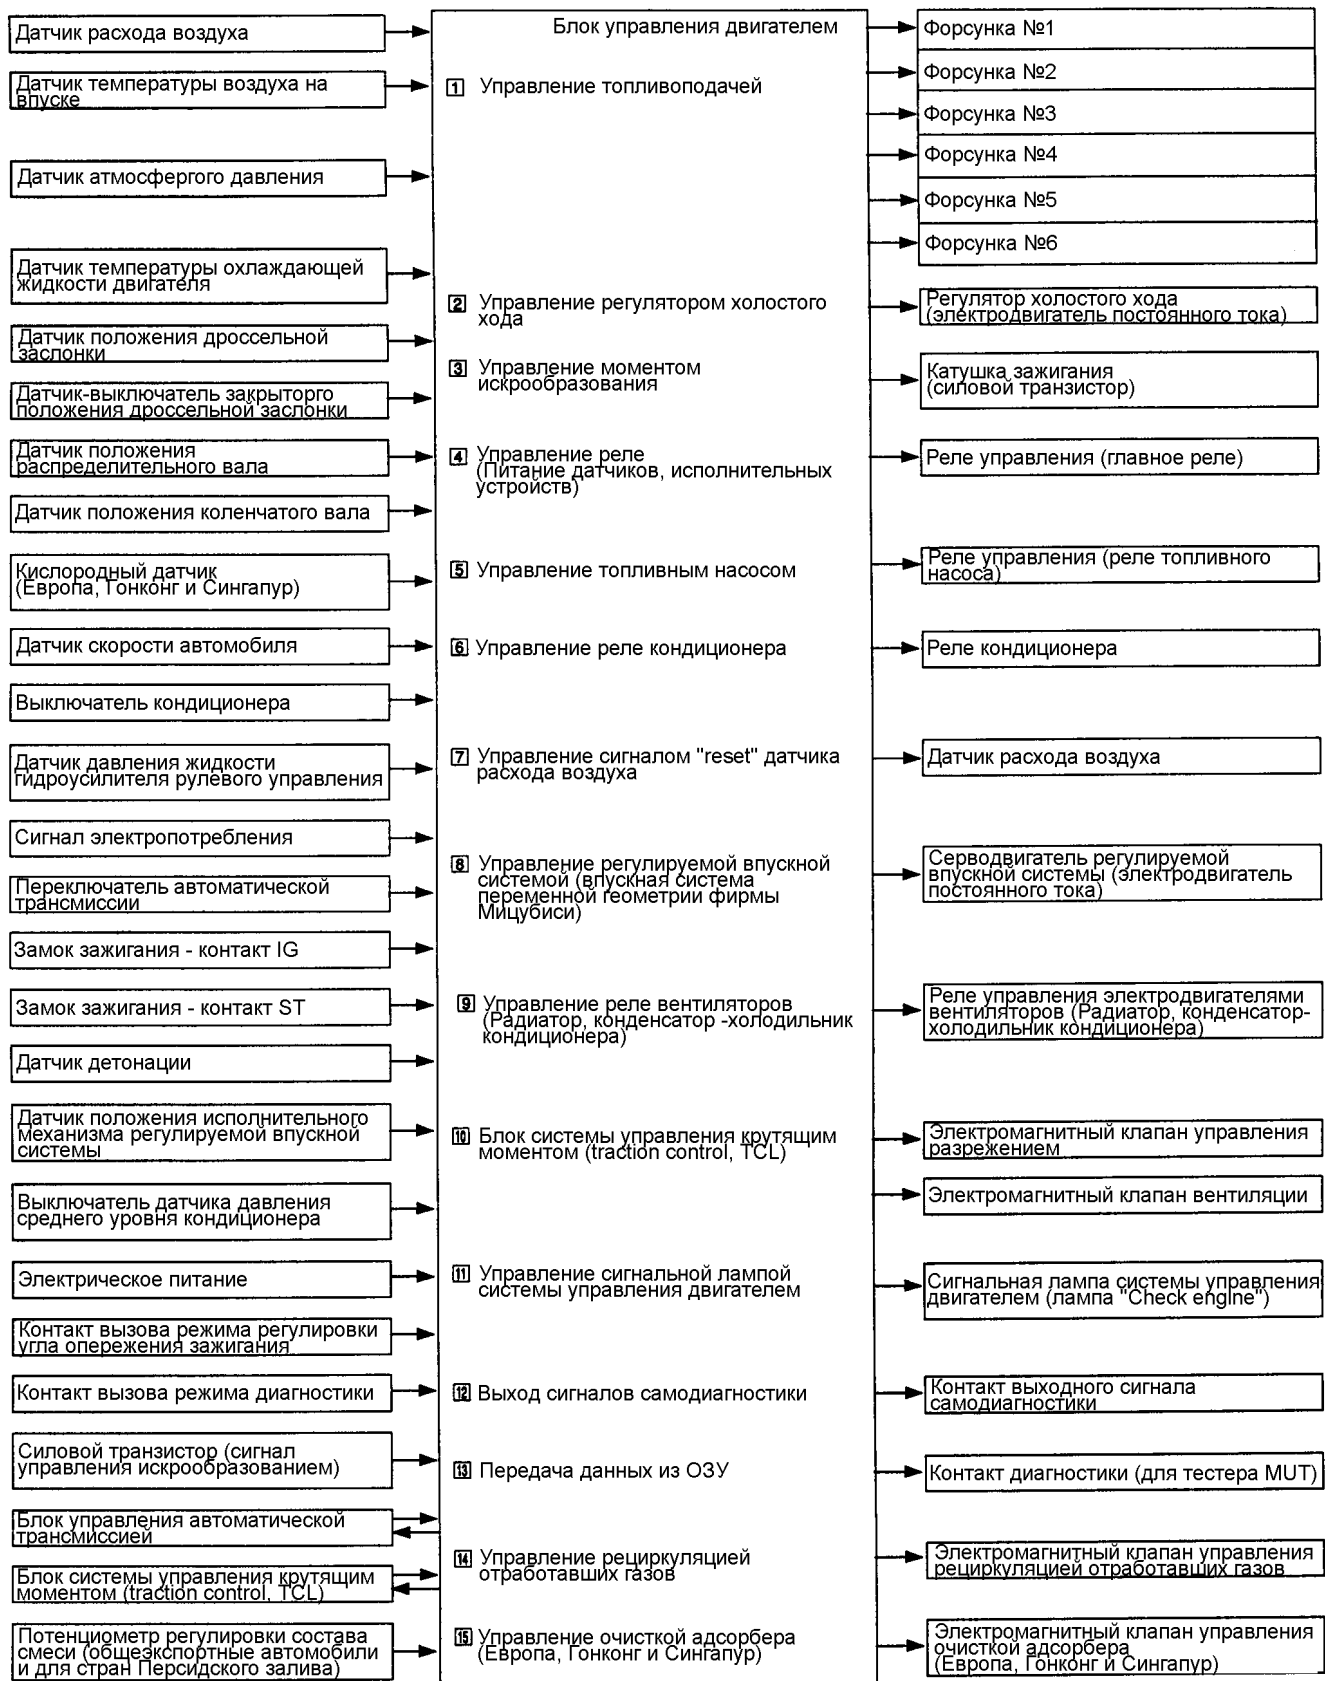 Датчик расхода воздуха
Датчик температуры воздуха на
впуске
Датчик атмосфергого давления
Датчик температуры охлаждающей
жидкости двигателя
Датчик положения дроссельной
заслонки
Датчик-выключатель закрыторго
положения дроссельной заслонки
Датчик положения
распределительного вала
Датчик положения коленчатого вала
Кислородный датчик
(Европа, Гонконг и Сингапур)
Датчик скорости автомобиля
Выключатель кондиционера
Датчик давления жидкости
гидроусилителя рулевого управления
Сигнал электропотребления
Переключатель автоматической
трансмиссии
Замок зажигания - контакт IG
Замок зажигания - контакт ST
Датчик детонации
Датчик положения исполнительного
механизма регулируемой впускной
системы
Выключатель датчика давления
среднего уровня кондиционера
Электрическое питание
Контакт вызова режима регулировки
угла опережения зажигания
Контакт вызова режима диагностики
Силовой транзистор (сигнал
управления искрообразованием)
Блок управления автоматической
трансмиссией
Блок системы управления крутящим
моментом (traction control, TCL)
Потенциометр регулировки состава
смеси (общеэкспортные автомобили
и для стран Персидского залива)
Блок управления двигателем
1 Управление топливоподачей
2 Управление регулятором холостого
хода
3 Управление моментом
искрообразования
4 Управление реле
(Питание датчиков, исполнительных
устройств)
5 Управление топливным насосом
6 Управление реле кондиционера
7 Управление сигналом "reset" датчика
расхода воздуха
8 Управление регулируемой впускной
системой (впускная система
переменной геометрии фирмы
Мицубиси)
9 Управление реле вентиляторов
(Радиатор, конденсатор -холодильник
кондиционера)
10 Блок системы управления крутящим
моментом (traction control, TCL)
11 Управление сигнальной лампой
системы управления двигателем
12 Выход сигналов самодиагностики
13 Передача данных из ОЗУ
14 Управление рециркуляцией
отработавших газов
15 Управление очисткой адсорбера
(Европа, Гонконг и Сингапур)
Форсунка №1
Форсунка №2
Форсунка №3
Форсунка №4
Форсунка №5
Форсунка №6
Регулятор холостого хода
(электродвигатель постоянного тока)
Катушка зажигания
(силовой транзистор)
Реле управления (главное реле)
Реле управления (реле топливного
насоса)
Реле кондиционера
Датчик расхода воздуха
Серводвигатель регулируемой
впускной системы (электродвигатель
постоянного тока)
Реле управления электродвигателями
вентиляторов (Радиатор, конденсатор-
холодильник кондиционера)
Электромагнитный клапан управления
разрежением
Электромагнитный клапан вентиляции
Сигнальная лампа системы управления
двигателем (лампа "Check engine")
Контакт выходного сигнала
самодиагностики
Контакт диагностики (для тестера MUT)
Электромагнитный клапан управления
рециркуляцией отработавших газов
Электромагнитный клапан управления
очисткой адсорбера
(Европа, Гонконг и Сингапур)